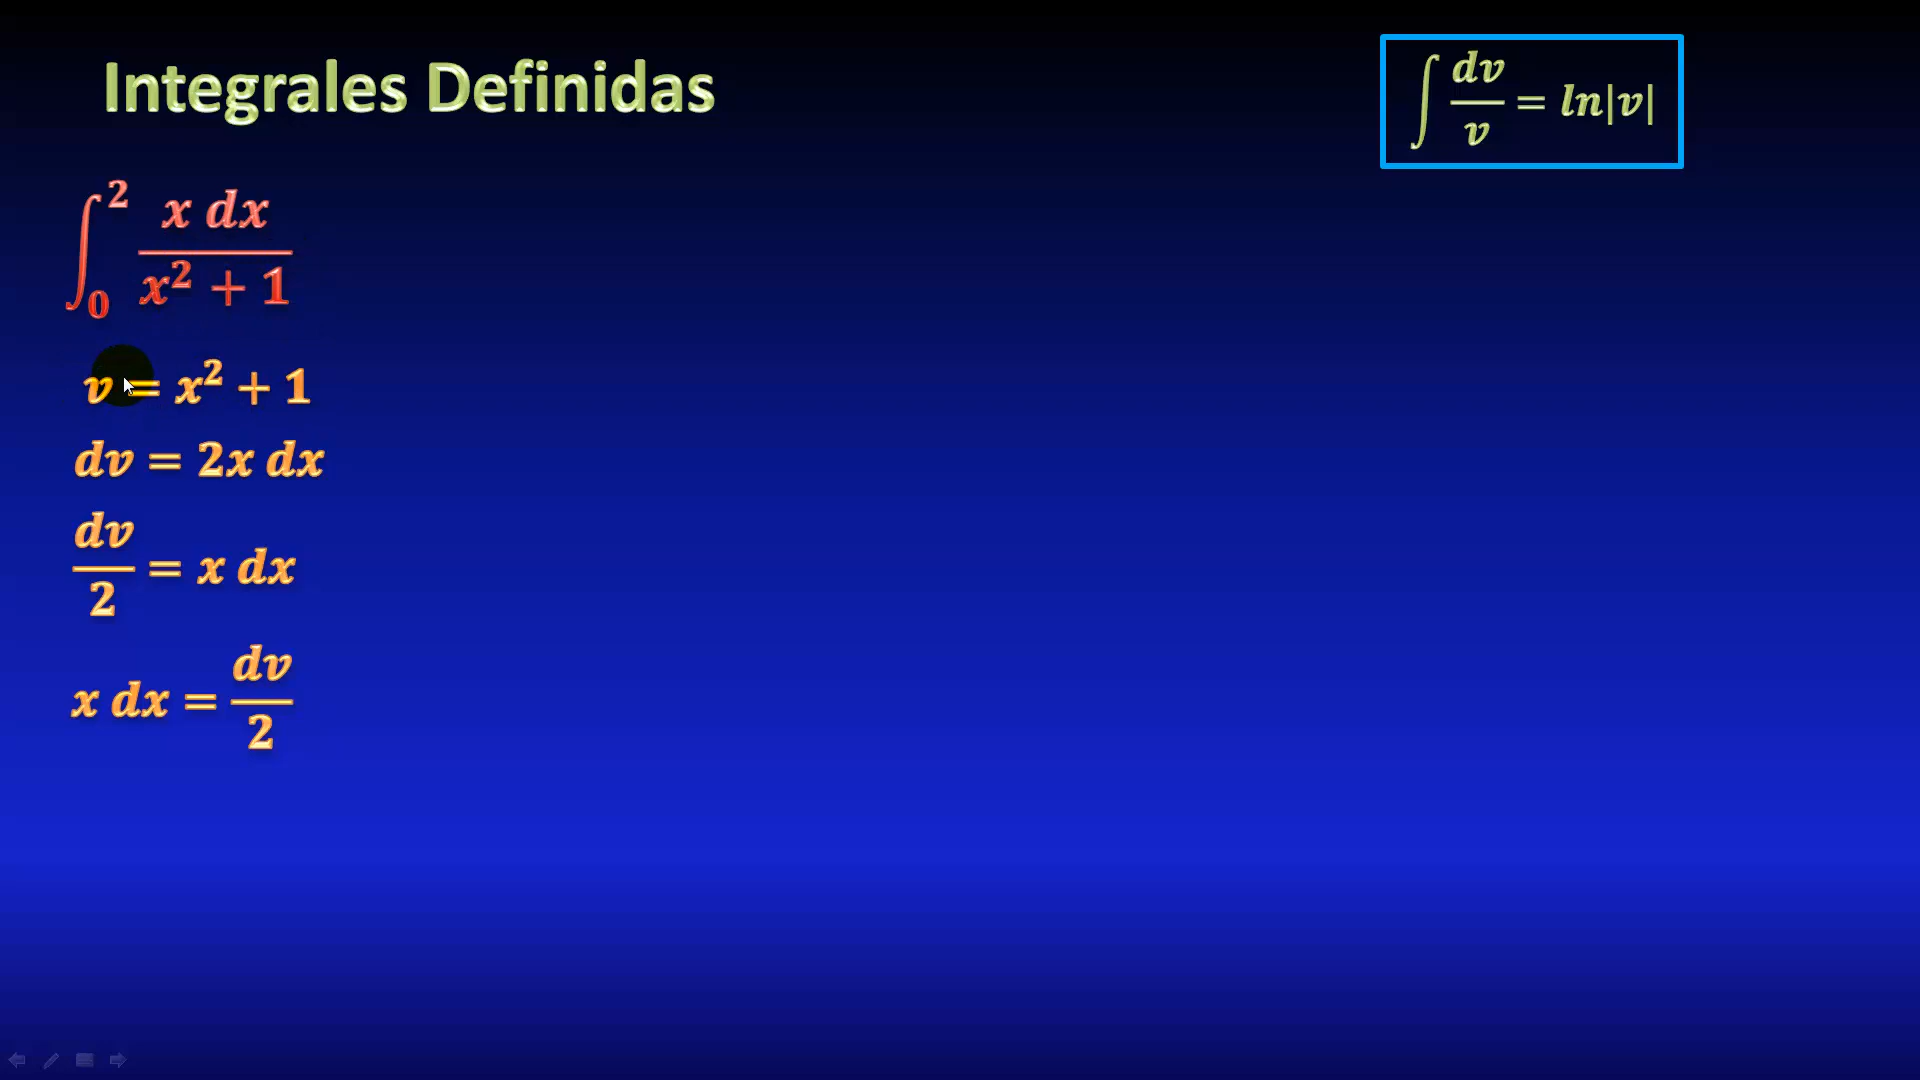 Integrales Definidas
∫ dv/v = ln|v|
∫₀² x dx / x² + 1
v = x² + 1
dv = 2x dx
dv/2 = x dx
x dx = dv/2